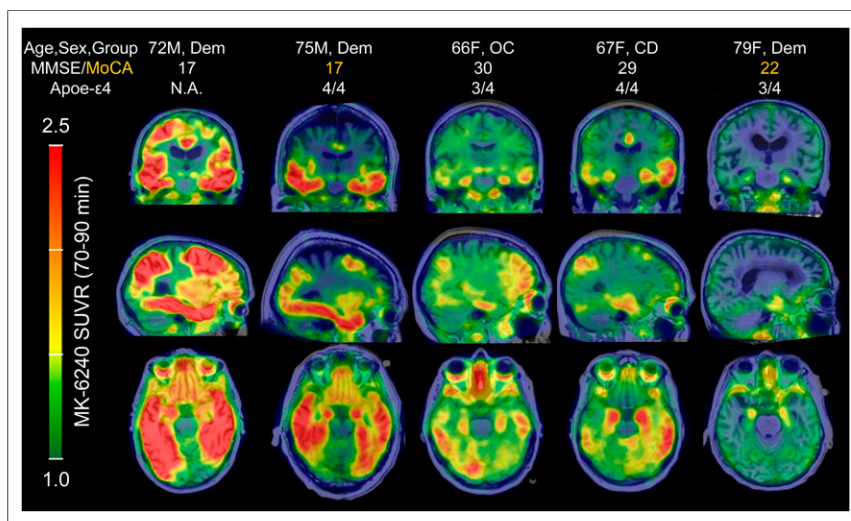 Age,Sex,Group 72M, Dem 75M, Dem 66F, OC 67F, CD 79F, Dem
MMSE/MoCA 17 17 30 29 22
Apoe-ε4 N.A. 4/4 3/4 4/4 3/4
2.5
MK-6240 SUVR (70-90 min)
1.0